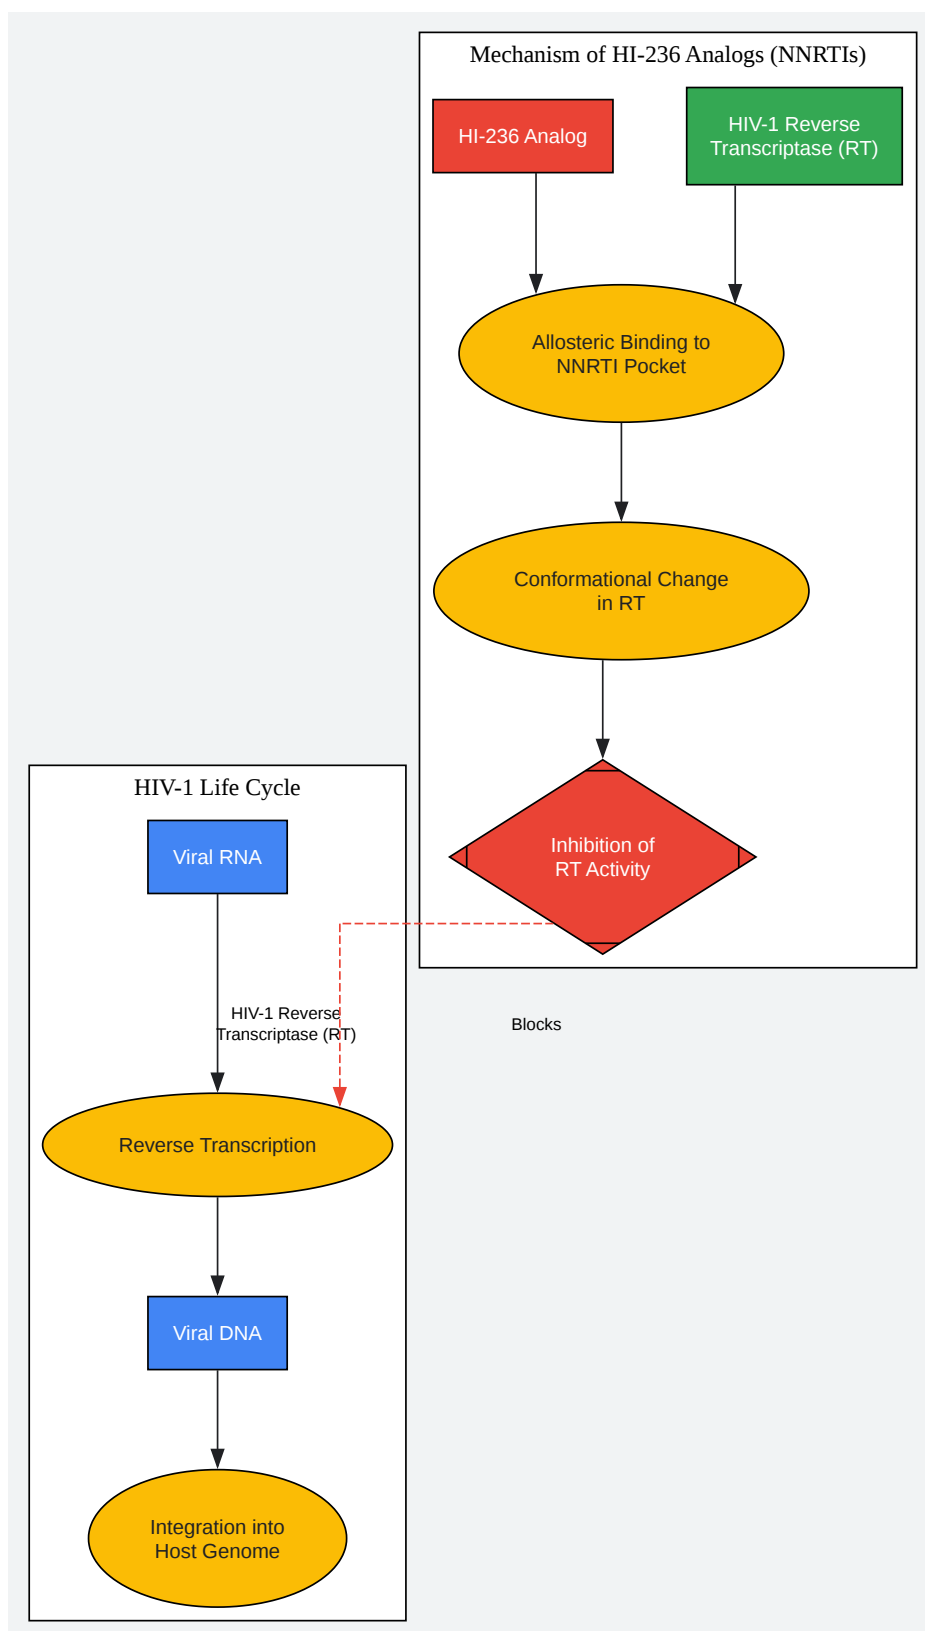 Mechanism of HI-236 Analogs (NNRTIs)
HI-236 Analog
HIV-1 Reverse
Transcriptase (RT)
Allosteric Binding to
NNRTI Pocket
Conformational Change
in RT
Inhibition of
RT Activity
Blocks
HIV-1 Life Cycle
Viral RNA
HIV-1 Reverse
Transcriptase (RT)
Reverse Transcription
Viral DNA
Integration into
Host Genome